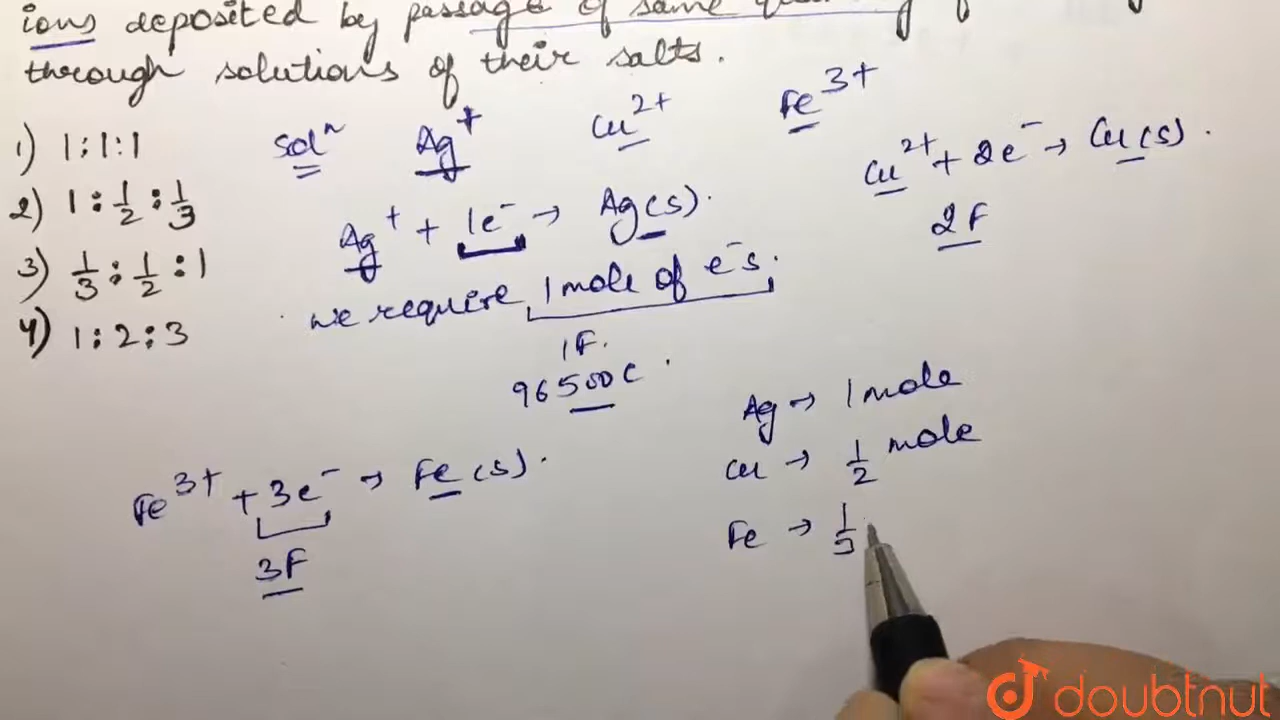 ions deposited by passage of same
through solutions of their salts.
1) 1:1:1
2) 1 : 1/2 : 1/3
3) 1/3 : 1/2 : 1
4) 1 : 2 : 3
Solⁿ Ag⁺ Cu²⁺ Fe³⁺
Cu²⁺ + 2e⁻ → Cu(s).
2F
Ag⁺ + 1e⁻ → Ag(s).
we require 1 mole of e⁻s.
1F.
96500C.
Ag → 1 mole
Cu → 1/2 mole
Fe³⁺ + 3e⁻ → Fe(s).
3F
Fe → 1/3
doubtnut